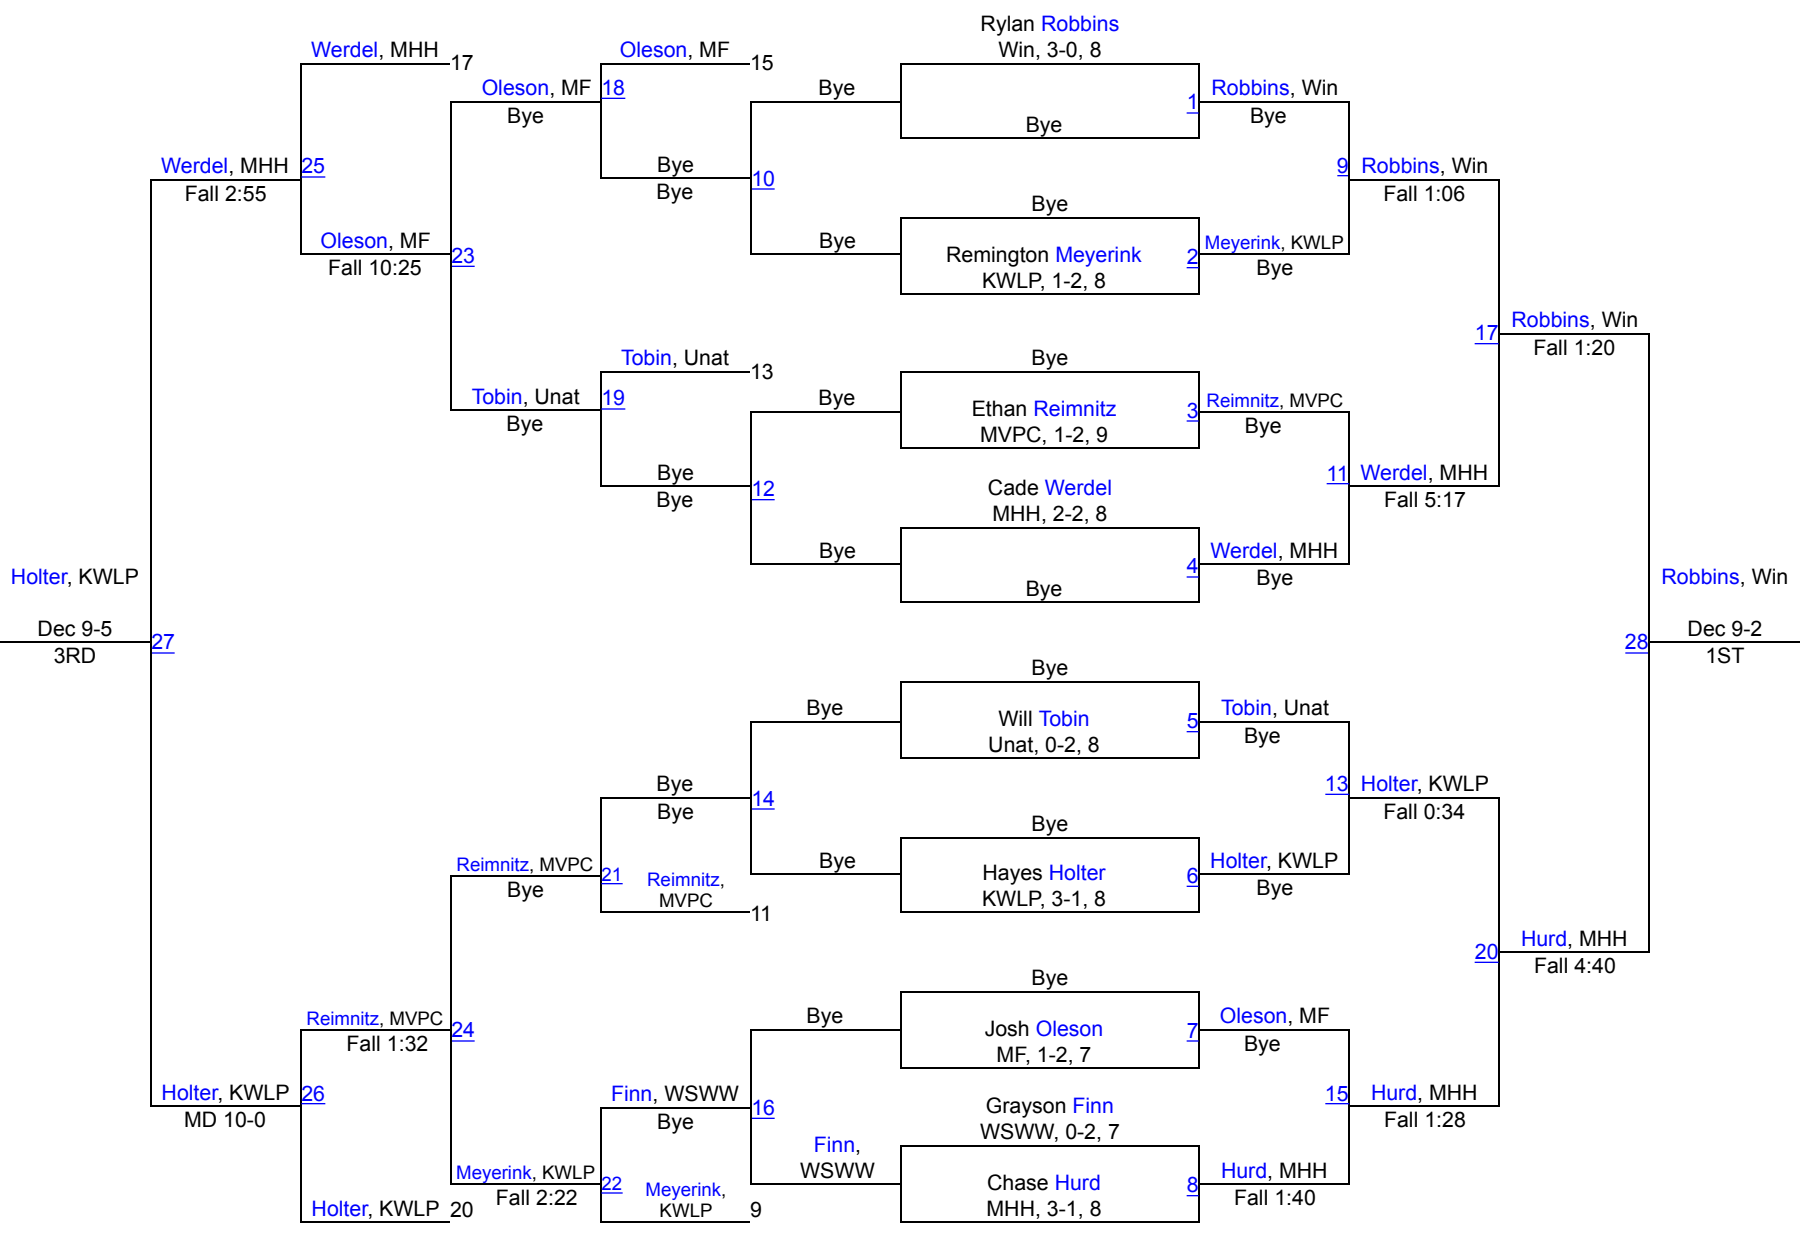 Rylan Robbins
Win, 3-0, 8
Werdel, MHH
17
Oleson, MF
15
Oleson, MF
18
Bye
Bye
Bye
Bye
1
Robbins, Win
Bye
Werdel, MHH
25
Fall 2:55
Bye
10
Bye
9
Robbins, Win
Fall 1:06
Bye
Oleson, MF
23
Fall 10:25
Bye
Remington Meyerink
KWLP, 1-2, 8
2
Meyerink, KWLP
Bye
17
Robbins, Win
Fall 1:20
Tobin, Unat
13
Bye
Tobin, Unat
19
Bye
Bye
Ethan Reimnitz
MVPC, 1-2, 9
3
Reimnitz, MVPC
Bye
Bye
12
Bye
Cade Werdel
MHH, 2-2, 8
11
Werdel, MHH
Fall 5:17
Bye
Bye
4
Werdel, MHH
Bye
Holter, KWLP
Dec 9-5
27
3RD
Robbins, Win
28
Dec 9-2
1ST
Bye
Bye
Will Tobin
Unat, 0-2, 8
5
Tobin, Unat
Bye
Bye
14
Bye
13
Holter, KWLP
Fall 0:34
Bye
Reimnitz, MVPC
21
Bye
Reimnitz,
MVPC
11
Bye
Hayes Holter
KWLP, 3-1, 8
6
Holter, KWLP
Bye
20
Hurd, MHH
Fall 4:40
Bye
Reimnitz, MVPC
24
Fall 1:32
Bye
Josh Oleson
MF, 1-2, 7
7
Oleson, MF
Bye
Holter, KWLP
26
MD 10-0
Finn, WSWW
16
Bye
Grayson Finn
WSWW, 0-2, 7
15
Hurd, MHH
Fall 1:28
Holter, KWLP
20
Meyerink, KWLP
22
Fall 2:22
Meyerink,
KWLP
9
Finn,
WSWW
Chase Hurd
MHH, 3-1, 8
8
Hurd, MHH
Fall 1:40